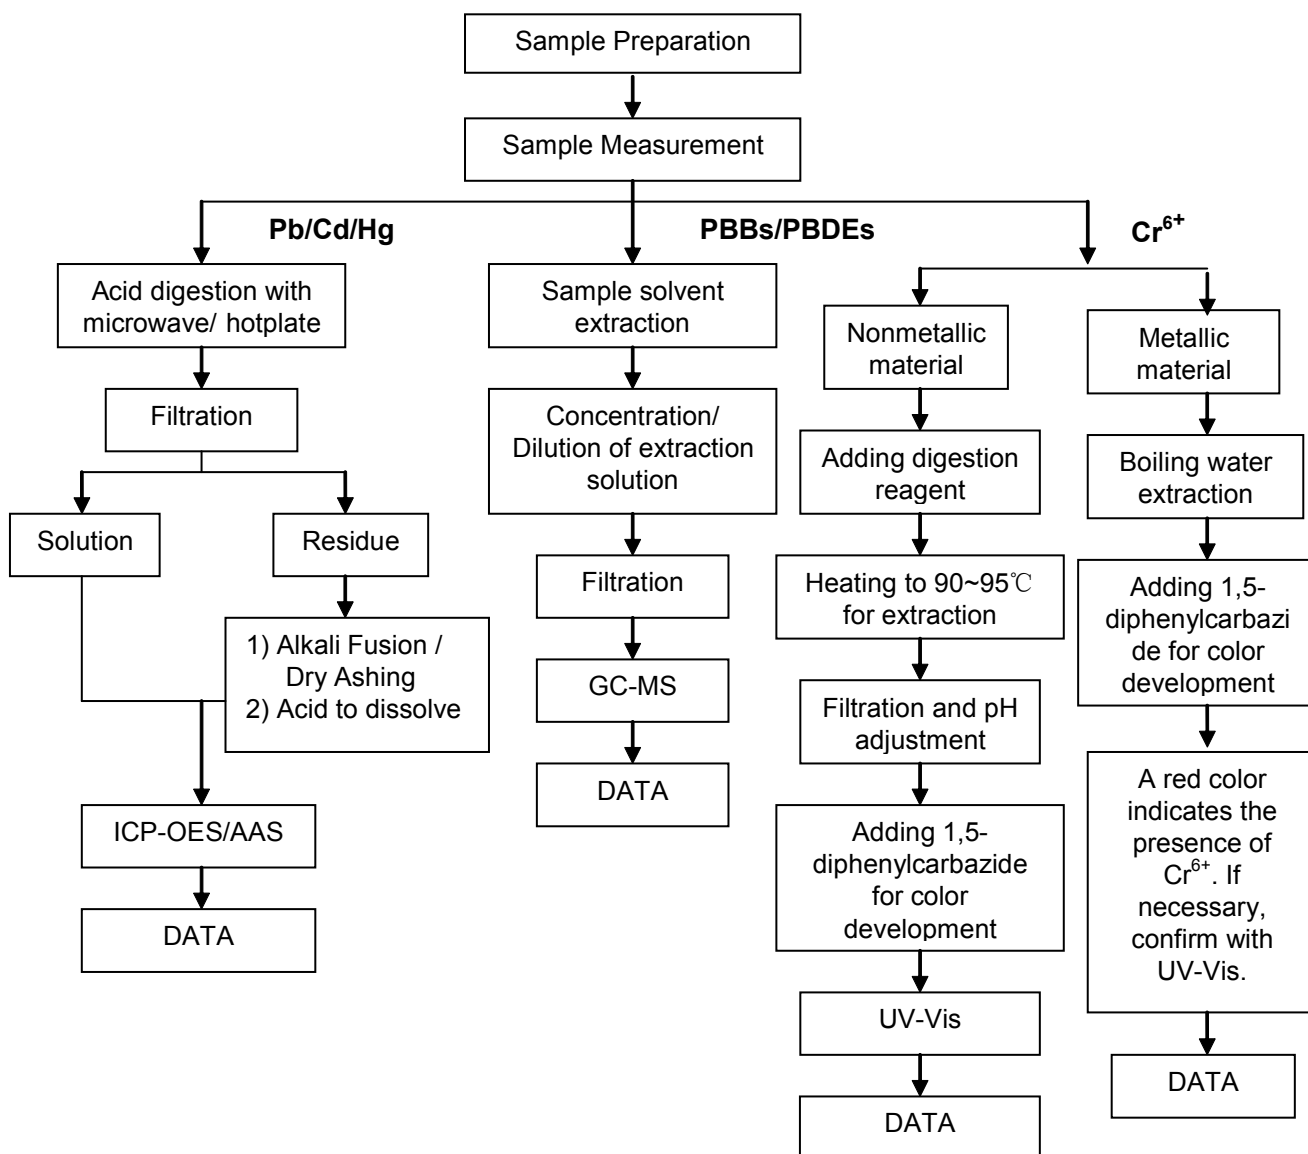 Sample Preparation
Sample Measurement
Pb/Cd/Hg
PBBs/PBDEs
Cr⁶⁺
Acid digestion with
microwave/ hotplate
Filtration
Solution
Residue
1) Alkali Fusion /
Dry Ashing
2) Acid to dissolve
ICP-OES/AAS
DATA
Sample solvent
extraction
Concentration/
Dilution of extraction
solution
Filtration
GC-MS
DATA
Nonmetallic
material
Adding digestion
reagent
Heating to 90~95℃
for extraction
Filtration and pH
adjustment
Adding 1,5-
diphenylcarbazide
for color
development
UV-Vis
DATA
Metallic
material
Boiling water
extraction
Adding 1,5-
diphenylcarbazi
de for color
development
A red color
indicates the
presence of
Cr⁶⁺. If
necessary,
confirm with
UV-Vis.
DATA